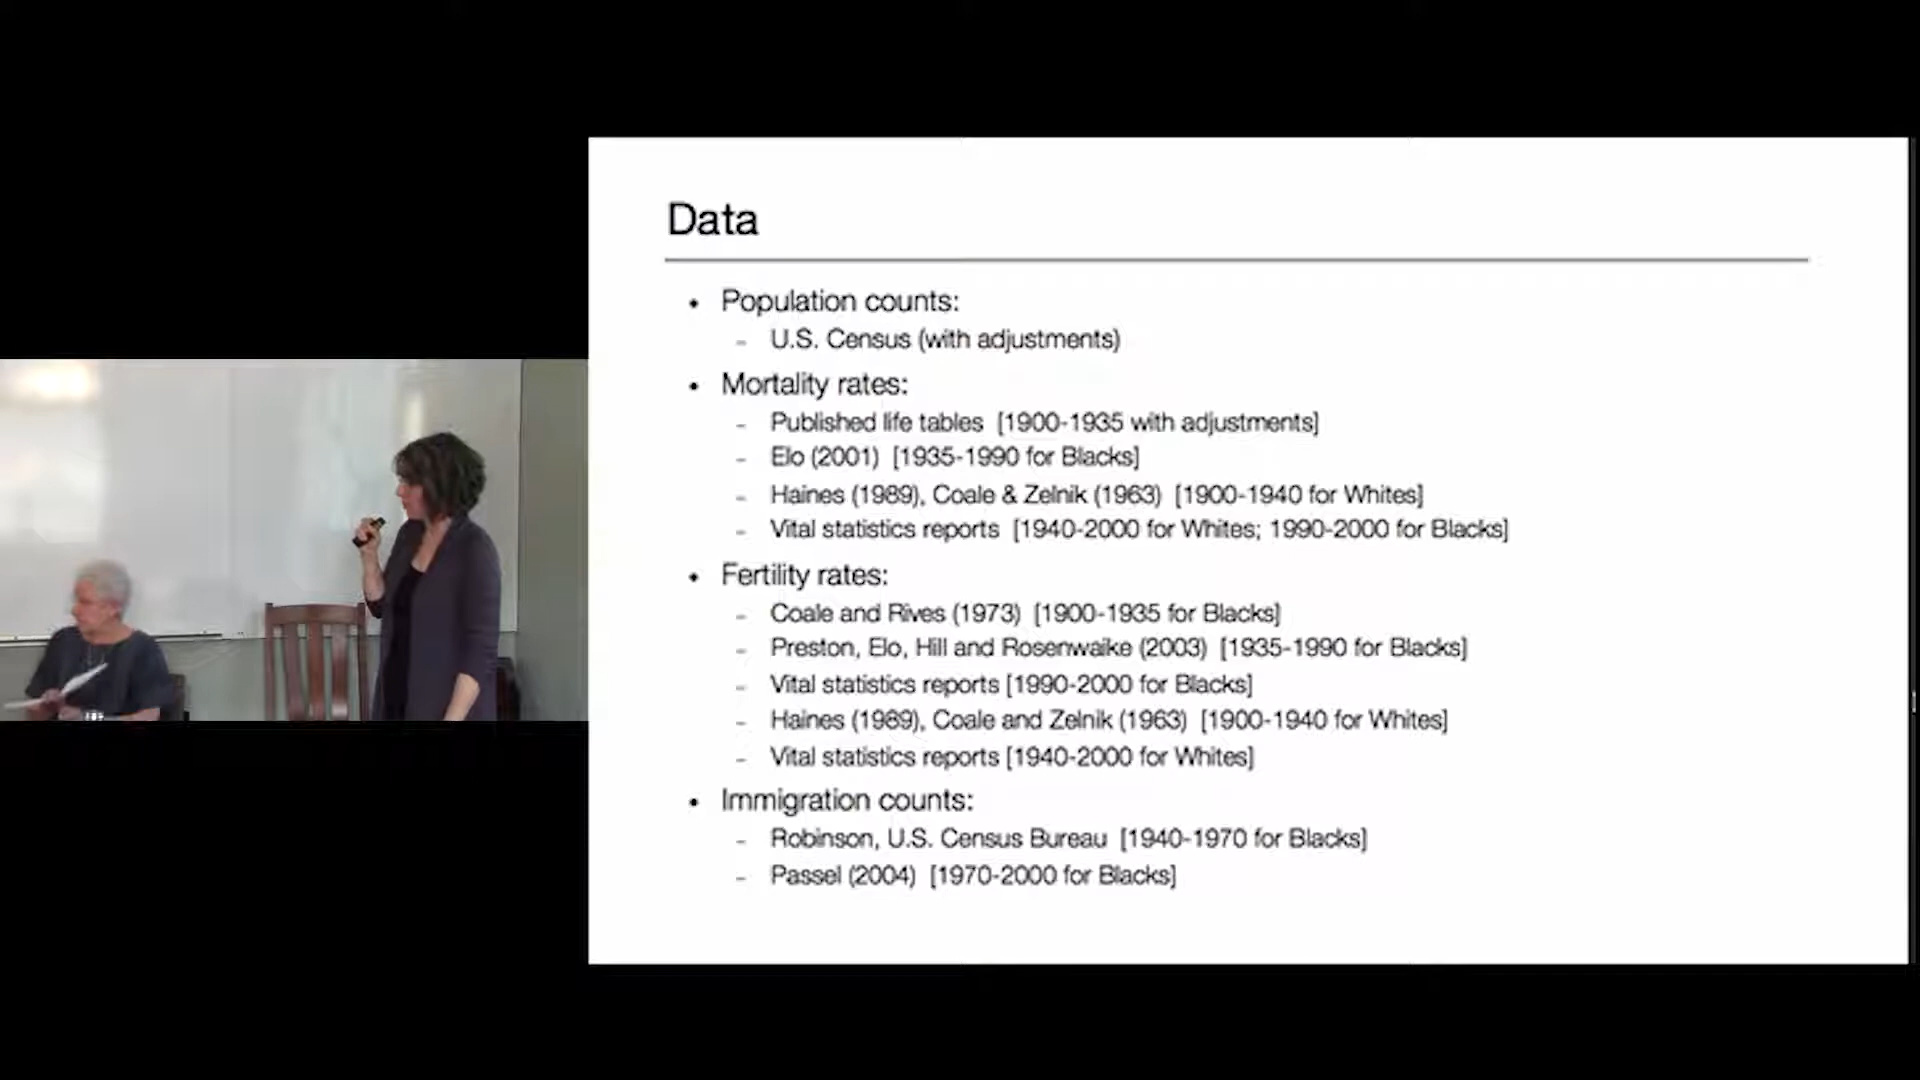 Data
• Population counts:
- U.S. Census (with adjustments)
• Mortality rates:
- Published life tables [1900-1935 with adjustments]
- Elo (2001) [1935-1990 for Blacks]
- Haines (1989), Coale & Zelnik (1963) [1900-1940 for Whites]
- Vital statistics reports [1940-2000 for Whites; 1990-2000 for Blacks]
• Fertility rates:
- Coale and Rives (1973) [1900-1935 for Blacks]
- Preston, Elo, Hill and Rosenwaike (2003) [1935-1990 for Blacks]
- Vital statistics reports [1990-2000 for Blacks]
- Haines (1989), Coale and Zelnik (1963) [1900-1940 for Whites]
- Vital statistics reports [1940-2000 for Whites]
• Immigration counts:
- Robinson, U.S. Census Bureau [1940-1970 for Blacks]
- Passel (2004) [1970-2000 for Blacks]